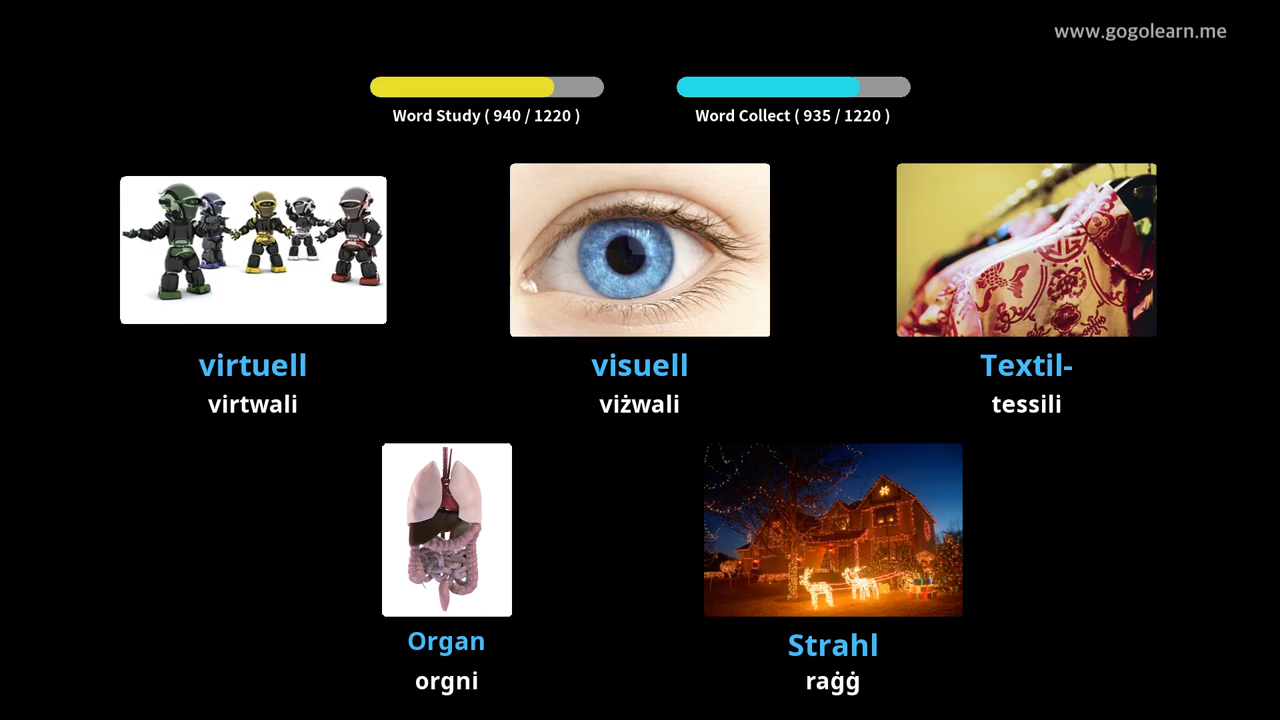 www.gogolearn.me
Word Study ( 940 / 1220 )
Word Collect ( 935 / 1220 )
virtuell
virtwali
visuell
viżwali
Textil-
tessili
Organ
orgni
Strahl
raġġ